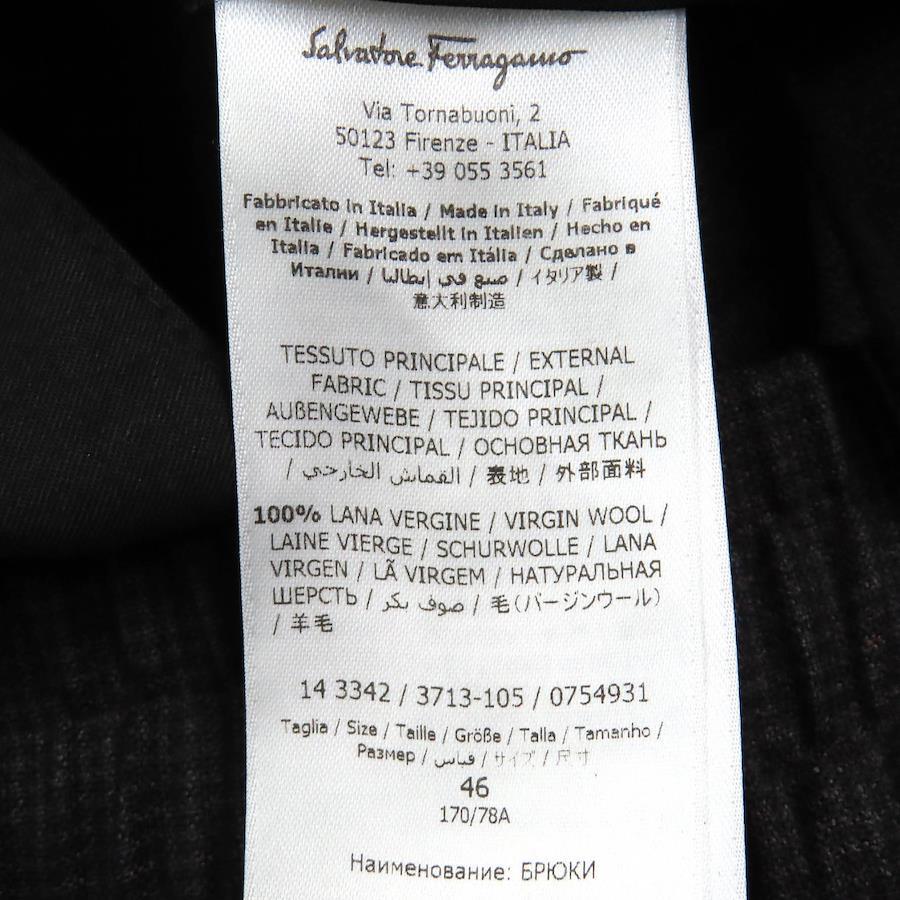 Salvatore Ferragamo
Via Tornabuoni, 2
50123 Firenze - ITALIA
Tel: +39 055 3561
Fabbricato in Italia / Made in Italy / Fabriqué
en Italie / Hergestellt in Italien / Hecho en
Italia / Fabricado em Itália / Сделано в
Италии / صنع في إيطاليا / イタリア製 /
意大利制造
TESSUTO PRINCIPALE / EXTERNAL
FABRIC / TISSU PRINCIPAL /
AUßENGEWEBE / TEJIDO PRINCIPAL /
TECIDO PRINCIPAL / ОСНОВНАЯ ТКАНЬ
/ القماش الخارجي / 表地 / 外部面料
100% LANA VERGINE / VIRGIN WOOL /
LAINE VIERGE / SCHURWOLLE / LANA
VIRGEN / LÃ VIRGEM / НАТУРАЛЬНАЯ
ШЕРСТЬ / صوف بكر / 毛(バージンウール)
/ 羊毛
14 3342 / 3713-105 / 0754931
Taglia / Size / Taille / Größe / Talla / Tamanho /
Размер / قياس / サイズ / 尺寸
46
170/78A
Наименование: БРЮКИ